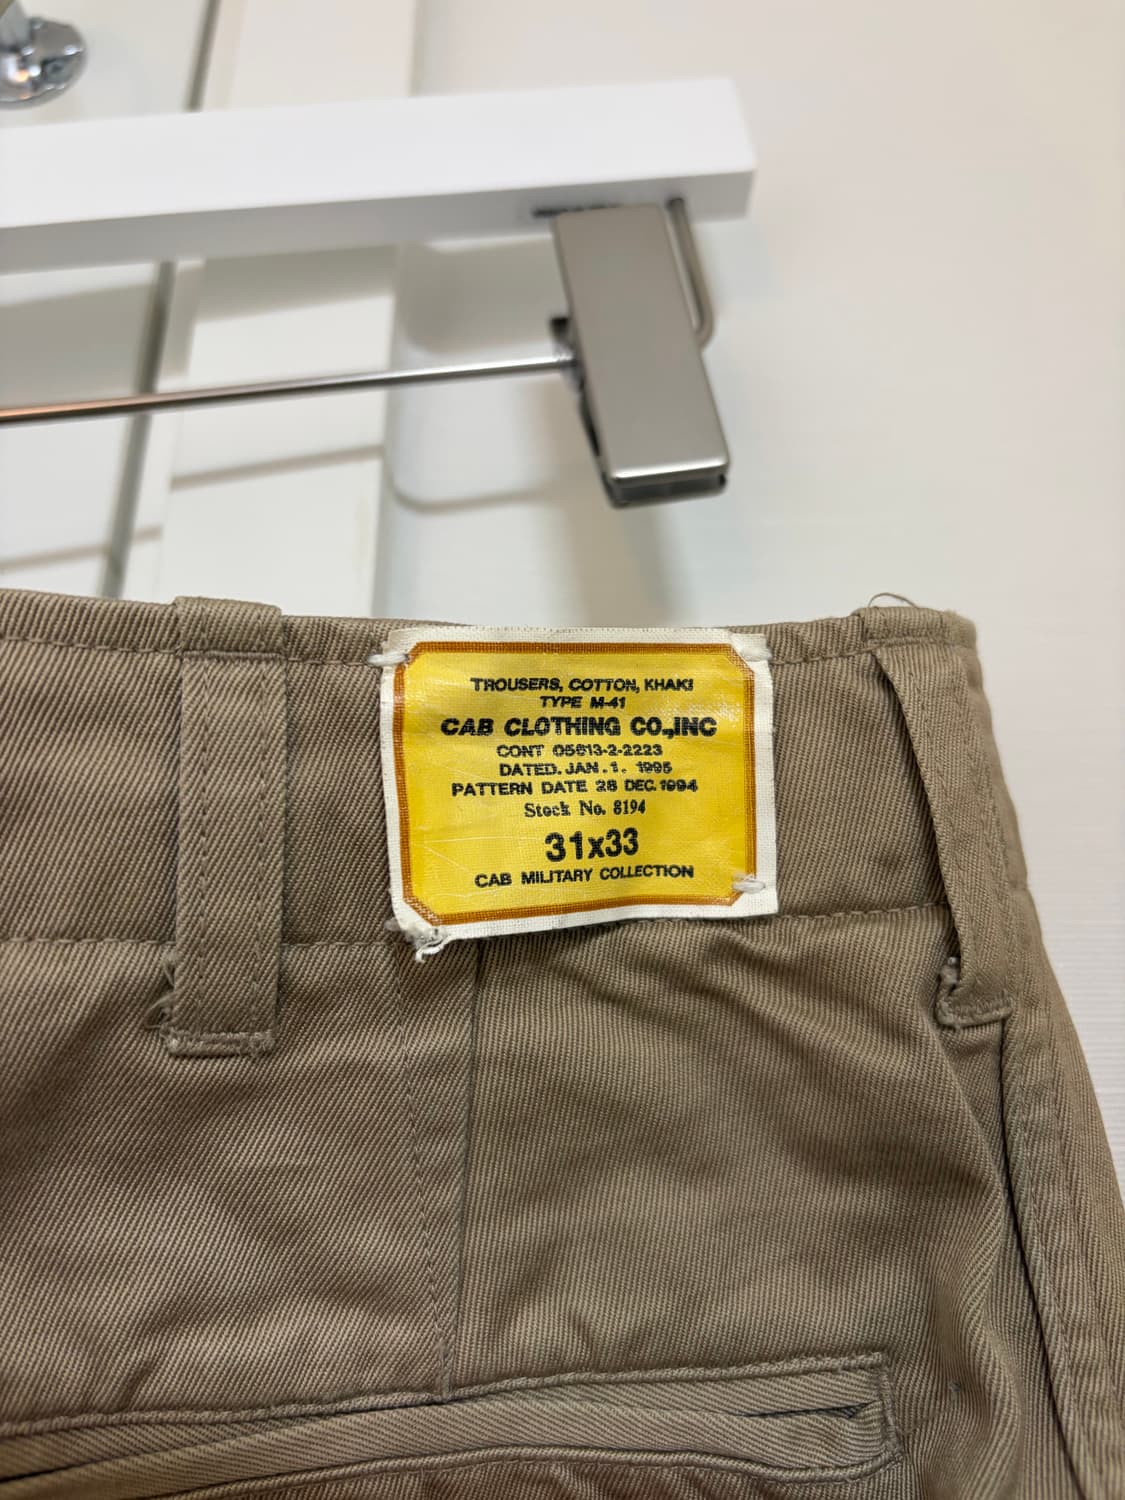 TROUSERS, COTTON, KHAKI
TYPE M-41
CAB CLOTHING CO.,INC
CONT 05613-2-2223
DATED. JAN. 1. 1995
PATTERN DATE 28 DEC. 1994
Stock No. 8194
31x33
CAB MILITARY COLLECTION